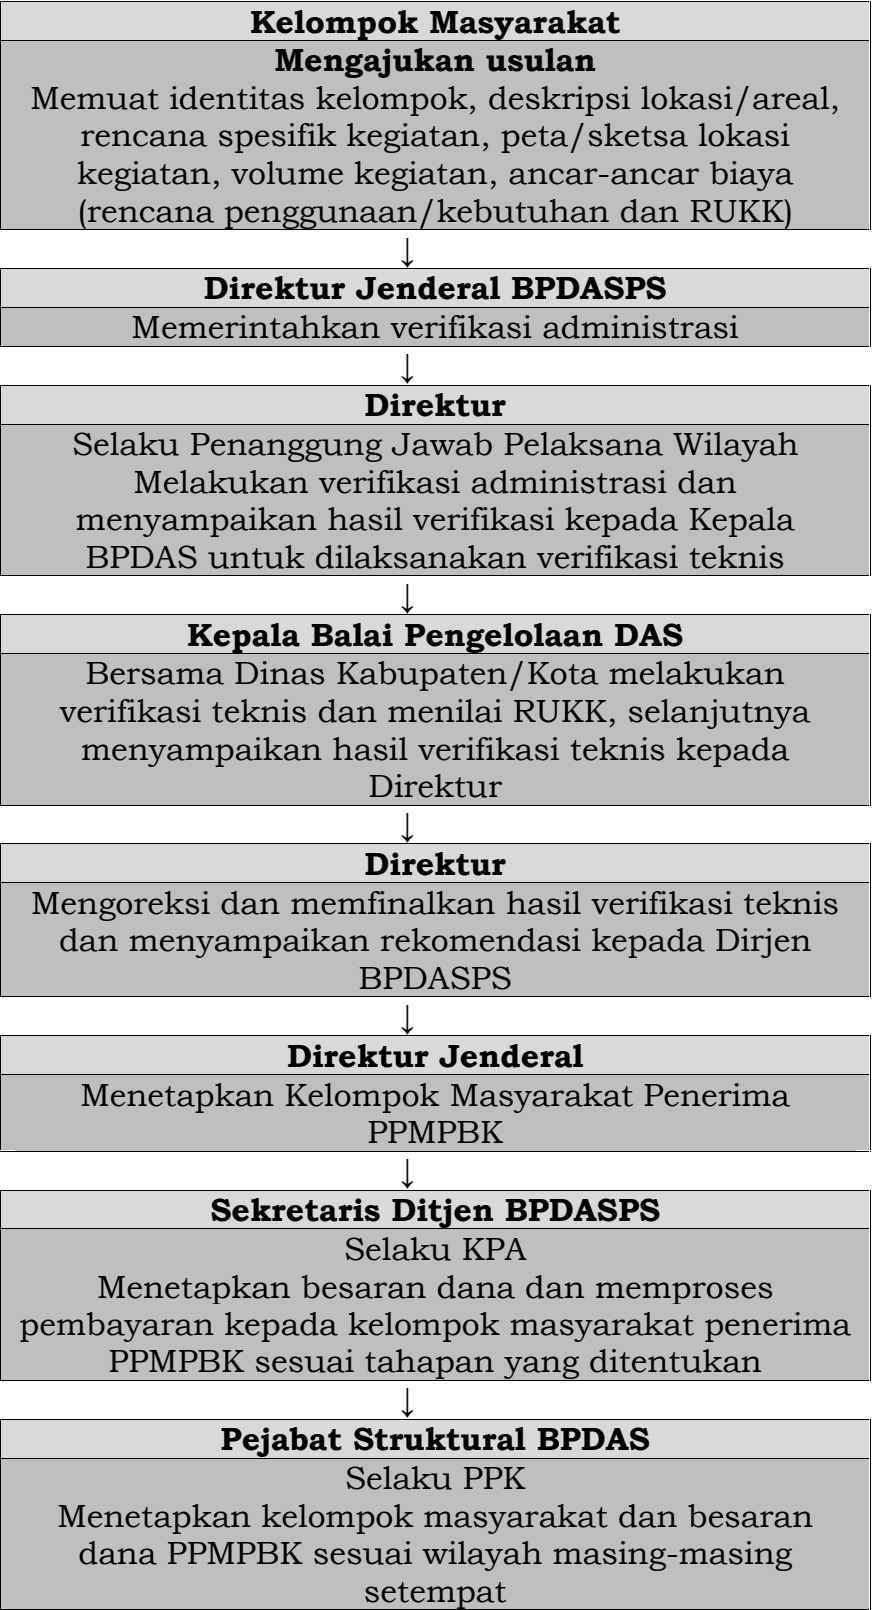 Kelompok Masyarakat
Mengajukan usulan
Memuat identitas kelompok, deskripsi lokasi/areal,
rencana spesifik kegiatan, peta/sketsa lokasi
kegiatan, volume kegiatan, ancar-ancar biaya
(rencana penggunaan/kebutuhan dan RUKK)
↓
Direktur Jenderal BPDASPS
Memerintahkan verifikasi administrasi
↓
Direktur
Selaku Penanggung Jawab Pelaksana Wilayah
Melakukan verifikasi administrasi dan
menyampaikan hasil verifikasi kepada Kepala
BPDAS untuk dilaksanakan verifikasi teknis
↓
Kepala Balai Pengelolaan DAS
Bersama Dinas Kabupaten/Kota melakukan
verifikasi teknis dan menilai RUKK, selanjutnya
menyampaikan hasil verifikasi teknis kepada
Direktur
↓
Direktur
Mengoreksi dan memfinalkan hasil verifikasi teknis
dan menyampaikan rekomendasi kepada Dirjen
BPDASPS
↓
Direktur Jenderal
Menetapkan Kelompok Masyarakat Penerima
PPMPBK
↓
Sekretaris Ditjen BPDASPS
Selaku KPA
Menetapkan besaran dana dan memproses
pembayaran kepada kelompok masyarakat penerima
PPMPBK sesuai tahapan yang ditentukan
↓
Pejabat Struktural BPDAS
Selaku PPK
Menetapkan kelompok masyarakat dan besaran
dana PPMPBK sesuai wilayah masing-masing
setempat